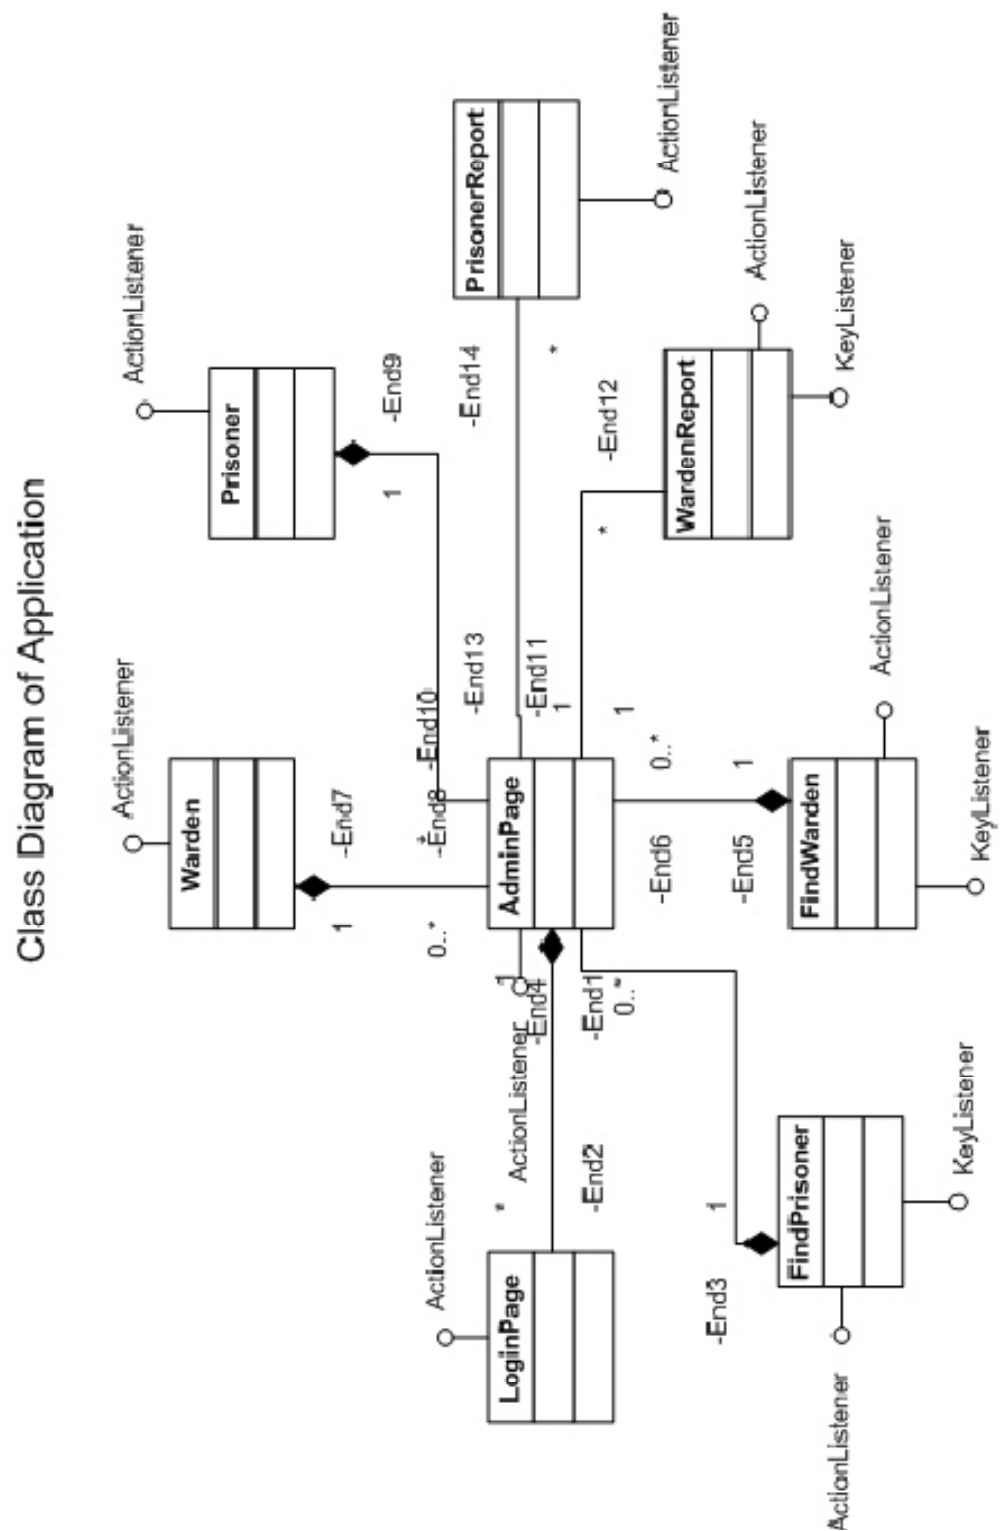 Class Diagram of Application
ActionListener
ActionListener
Warden
Prisoner
1
-End7
1
-End9
ActionListener
0..*
-End8
*
-End10
-End13
-End14
PrisonerReport
LoginPage
*
1
AdminPage
ActionListener
-End4
-End11
1
*
-End2
-End1
0..*
1
*
-End12
ActionListener
-End6
0..*
WardenReport
-End3
1
-End5
1
ActionListener
FindPrisoner
FindWarden
ActionListener
KeyListener
ActionListener
KeyListener
KeyListener